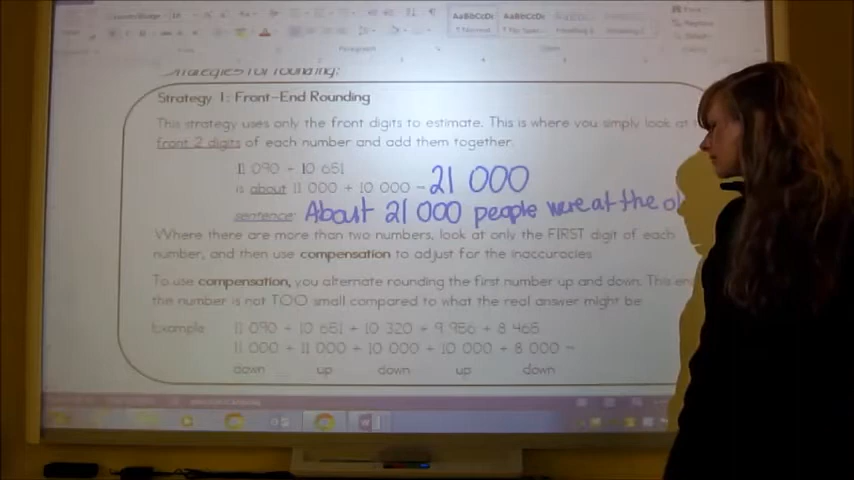 AaBbCcDc AaBbCcDc
Paragraph
Strategies for rounding:
Strategy 1: Front-End Rounding
This strategy uses only the front digits to estimate. This is where you simply look at
front 2 digits of each number and add them together.
11 090 + 10 651
is about 11 000 + 10 000 = 21 000
sentence: About 21 000 people were at the
Where there are more than two numbers, look at only the FIRST digit of each
number, and then use compensation to adjust for the inaccuracies.
To use compensation, you alternate rounding the first number up and down. This
the number is not TOO small compared to what the real answer might be
Example 11 090 + 10 651 + 10 320 + 9 956 + 8 465
11 000 + 11 000 + 10 000 + 10 000 + 8 000 =
down up down up down